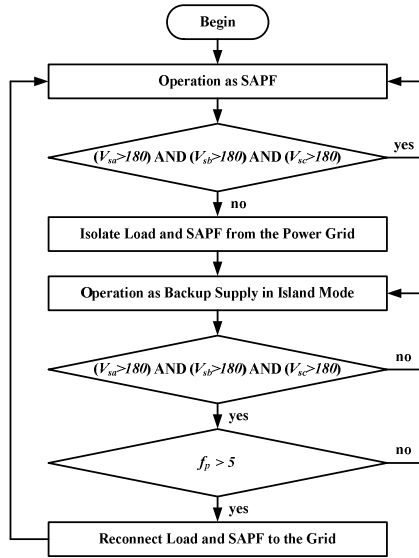 Begin
Operation as SAPF
(Vsa>180) AND (Vsb>180) AND (Vsc>180)
yes
no
Isolate Load and SAPF from the Power Grid
Operation as Backup Supply in Island Mode
(Vsa>180) AND (Vsb>180) AND (Vsc>180)
no
yes
fp > 5
no
yes
Reconnect Load and SAPF to the Grid